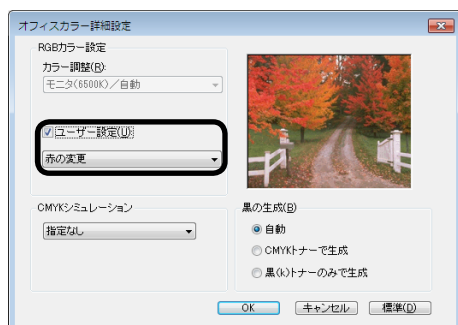 オフィスカラー詳細設定
RGBカラー設定
カラー調整(R):
モニタ(6500K)/自動
ユーザー設定(U):
赤の変更
CMYKシミュレーション
指定なし
黒の生成(B)
自動
CMYKトナーで生成
黒(k)トナーのみで生成
OK
キャンセル
標準(D)